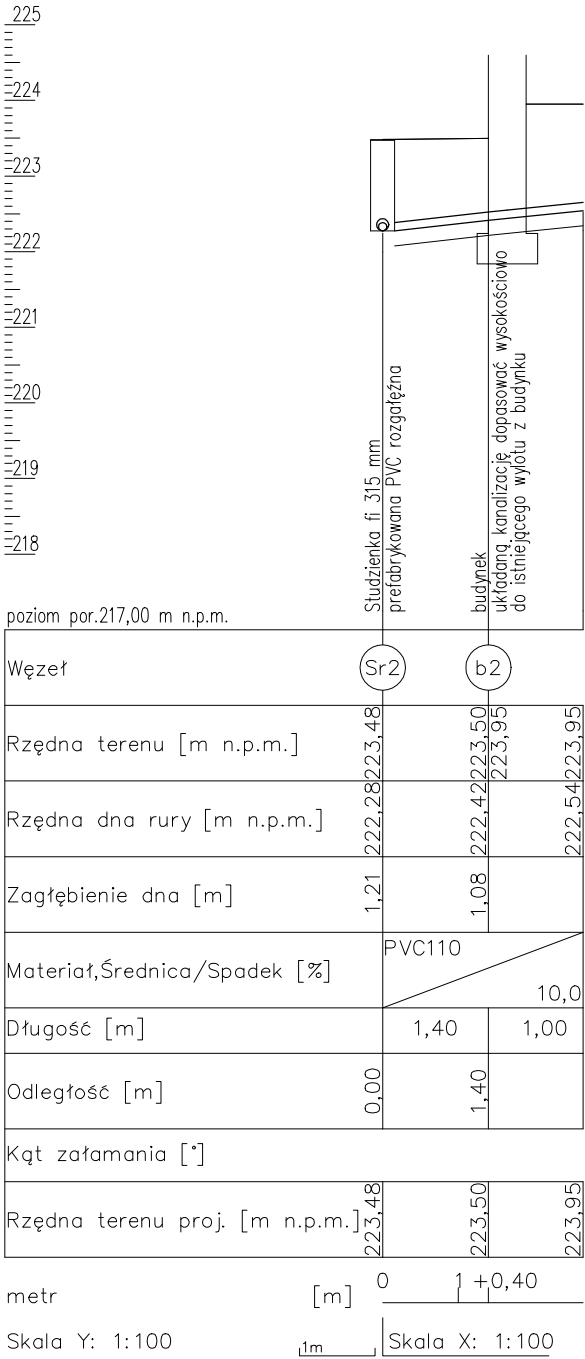 225
224
223
222
221
220
219
218
Studzienka fi 315 mm
prefabrykowana PVC rozgałęźna
budynek
układaną kanalizację dopasować wysokościowo
do istniejącego wylotu z budynku
poziom por.217,00 m n.p.m.
Węzeł Sr2 b2
Rzędna terenu [m n.p.m.] 223,48 223,50 223,95 223,95
Rzędna dna rury [m n.p.m.] 222,28 222,42 222,54
Zagłębienie dna [m] 1,21 1,08
Materiał,Średnica/Spadek [%] PVC110 10,0
Długość [m] 1,40 1,00
Odległość [m] 0,00 1,40
Kąt załamania [°]
Rzędna terenu proj. [m n.p.m.] 223,48 223,50 223,95
metr [m] 0 1 +0,40
Skala Y: 1:100 1m Skala X: 1:100